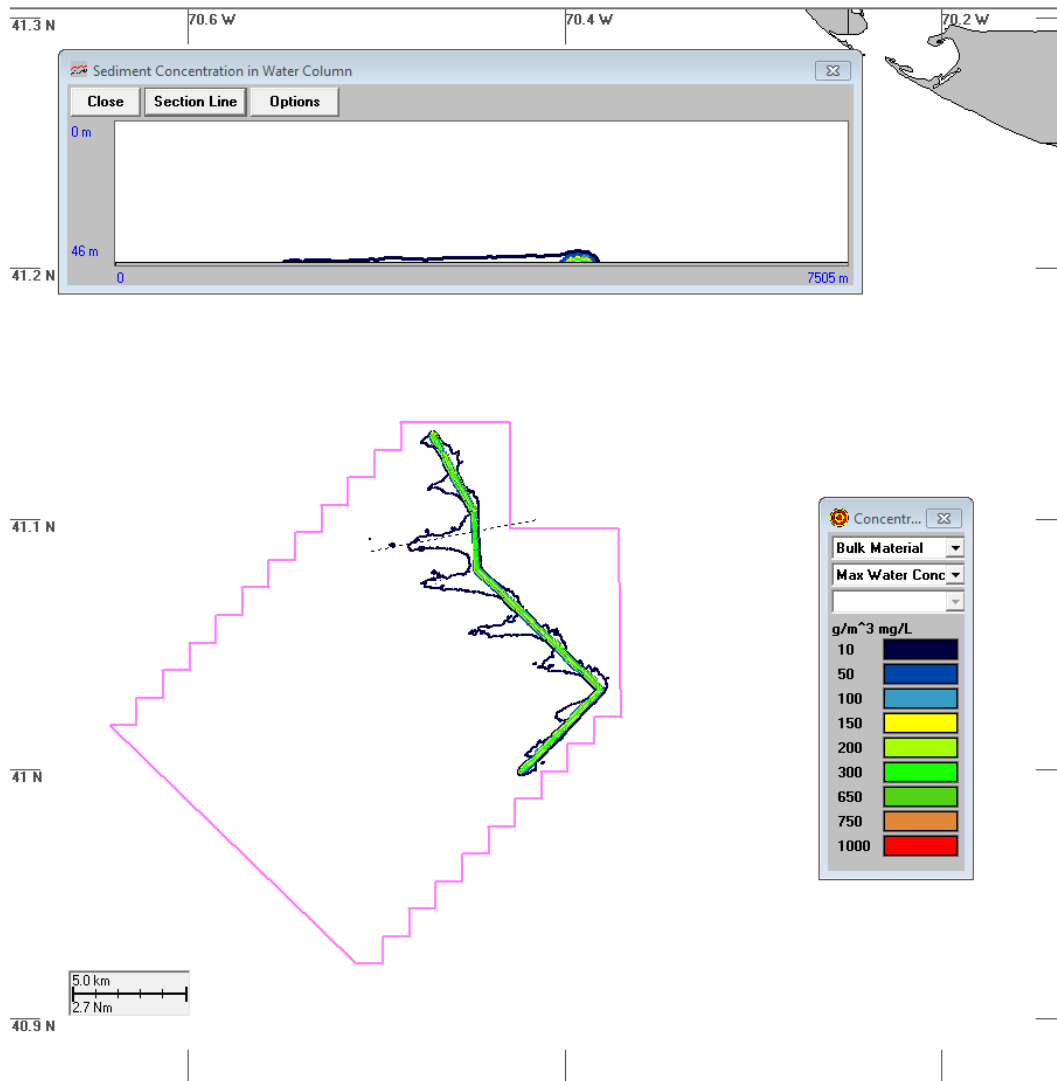 41.3 N
70.6 W
70.4 W
70.2 W
Sediment Concentration in Water Column
Close
Section Line
Options
0 m
46 m
0
7505 m
41.2 N
41.1 N
Concentr...
Bulk Material
Max Water Conc
g/m^3 mg/L
10
50
100
150
200
300
650
750
1000
41 N
5.0 km
2.7 Nm
40.9 N